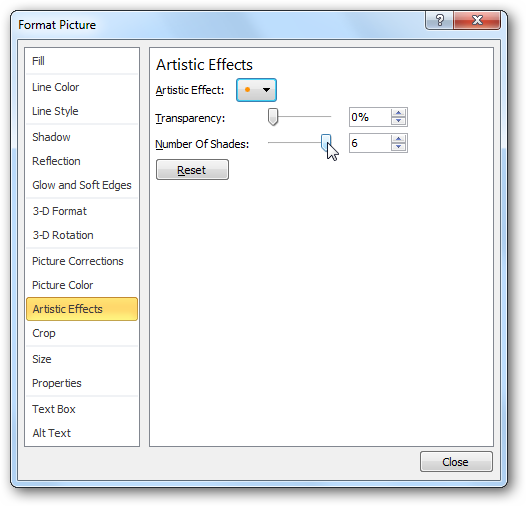 Format Picture
?
Fill
Line Color
Line Style
Shadow
Reflection
Glow and Soft Edges
3-D Format
3-D Rotation
Picture Corrections
Picture Color
Artistic Effects
Crop
Size
Properties
Text Box
Alt Text
Artistic Effects
Artistic Effect:
Transparency: 0%
Number Of Shades: 6
Reset
Close